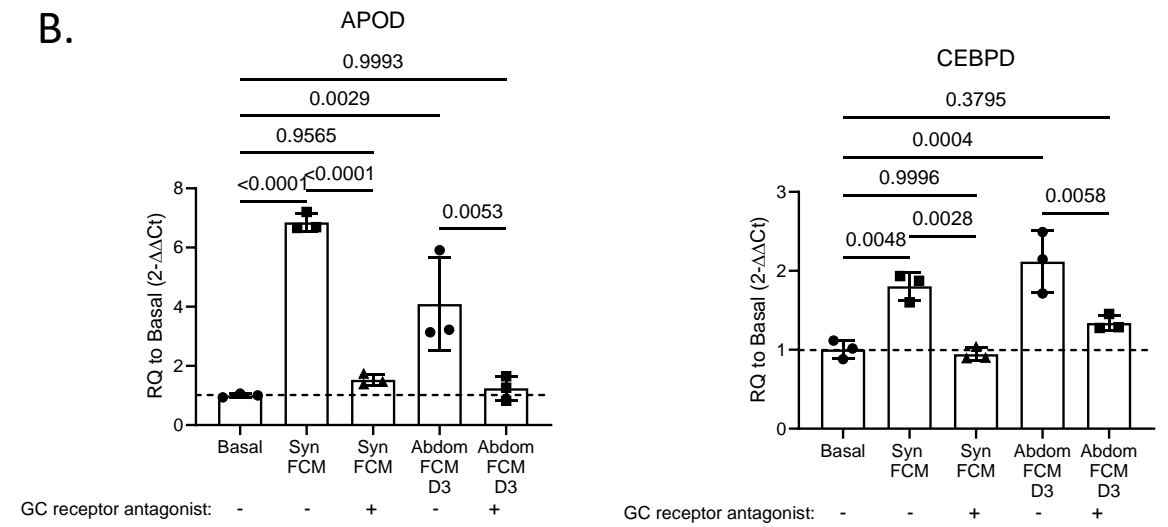 B.
APOD
0.9993
0.0029
0.9565
<0.0001
<0.0001
0.0053
RQ to Basal (2-ΔΔCt)
8
6
4
2
0
Basal
Syn
FCM
Syn
FCM
Abdom
FCM
D3
Abdom
FCM
D3
GC receptor antagonist: - - + - +
CEBPD
0.3795
0.0004
0.9996
0.0058
0.0028
0.0048
RQ to Basal (2-ΔΔCt)
3
2
1
0
Basal
Syn
FCM
Syn
FCM
Abdom
FCM
D3
Abdom
FCM
D3
GC receptor antagonist: - - + - +